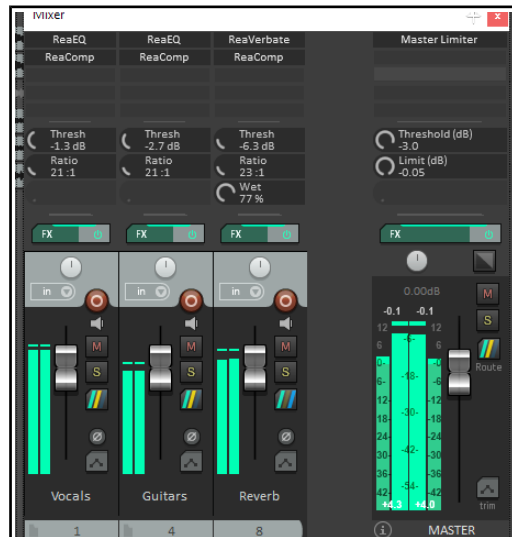 Mixer
x
ReaEQ ReaEQ ReaVerbate Master Limiter
ReaComp ReaComp ReaComp
Thresh Thresh Thresh Threshold (dB)
-1.3 dB -2.7 dB -6.3 dB -3.0
Ratio Ratio Ratio Limit (dB)
21 :1 21 :1 23 :1 -0.05
Wet
77 %
FX FX FX FX
in in in
0.00dB
M
-0.1 -0.1
S
12 12
6 -6- 6
M M M
0- -0
Route
S S S
6- -18- -6
12- -12
18- -30- -18
24- -24
30- -42- -30
36- -36
42- -54- -42
+4.3 +4.0
trim
Vocals Guitars Reverb
1 4 8 i MASTER